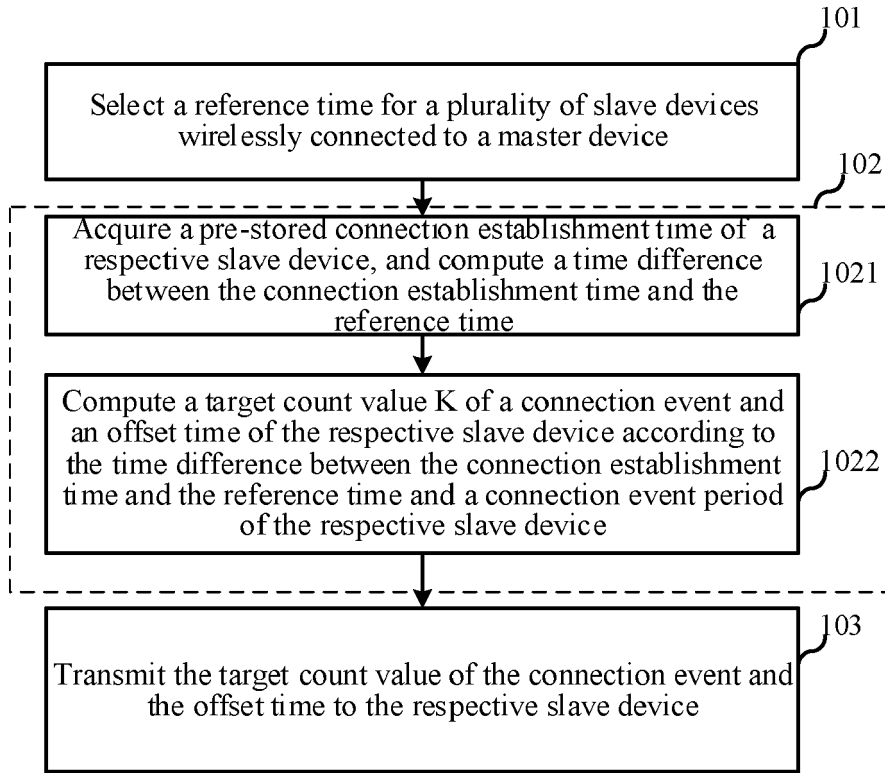 101
Select a reference time for a plurality of slave devices
wirelessly connected to a master device
102
Acquire a pre-stored connection establishment time of a
respective slave device, and compute a time difference
between the connection establishment time and the
reference time
1021
Compute a target count value K of a connection event and
an offset time of the respective slave device according to
the time difference between the connection establishment
time and the reference time and a connection event period
of the respective slave device
1022
103
Transmit the target count value of the connection event and
the offset time to the respective slave device